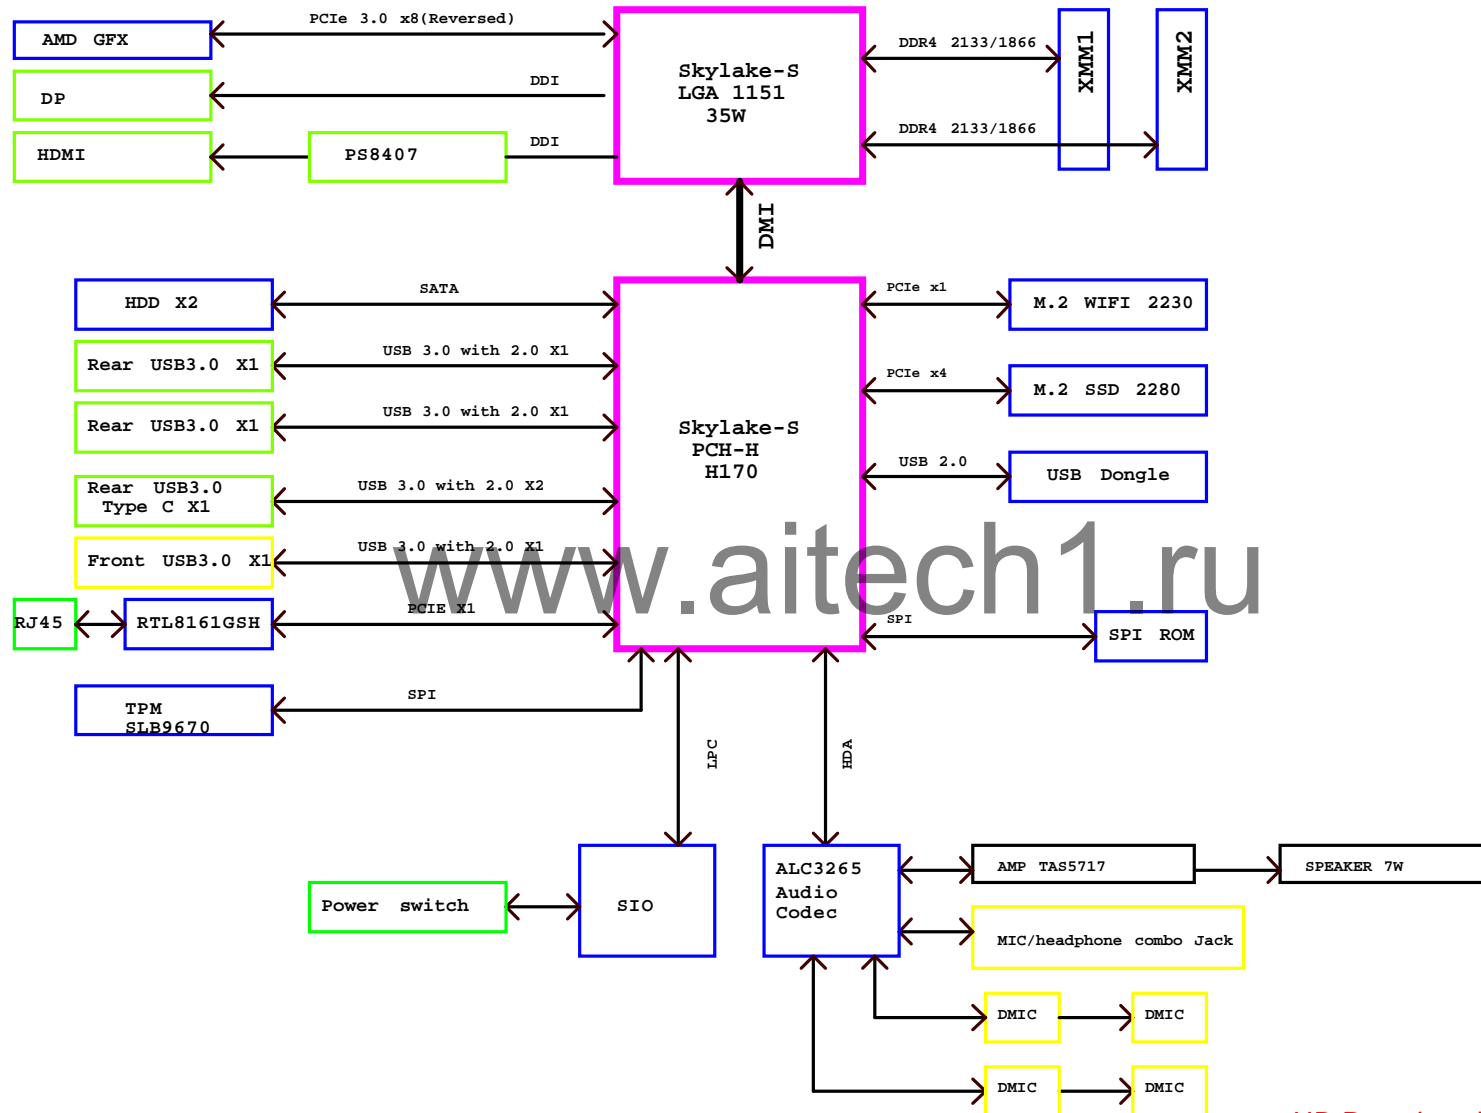 PCIe 3.0 x8(Reversed)
AMD GFX
DDI
DP
HDMI
PS8407
DDI
Skylake-S
LGA 1151
35W
DDR4 2133/1866
DDR4 2133/1866
XMM1
XMM2
DMI
HDD X2
SATA
Rear USB3.0 X1
USB 3.0 with 2.0 X1
Rear USB3.0 X1
USB 3.0 with 2.0 X1
Rear USB3.0
Type C X1
USB 3.0 with 2.0 X2
Front USB3.0 X1
USB 3.0 with 2.0 X1
RJ45
RTL8161GSH
PCIE X1
TPM
SLB9670
SPI
Skylake-S
PCH-H
H170
PCIe x1
M.2 WIFI 2230
PCIe x4
M.2 SSD 2280
USB 2.0
USB Dongle
www.aitech1.ru
SPI
SPI ROM
LPC
HDA
Power switch
SIO
ALC3265
Audio
Codec
AMP TAS5717
SPEAKER 7W
MIC/headphone combo Jack
DMIC
DMIC
DMIC
DMIC